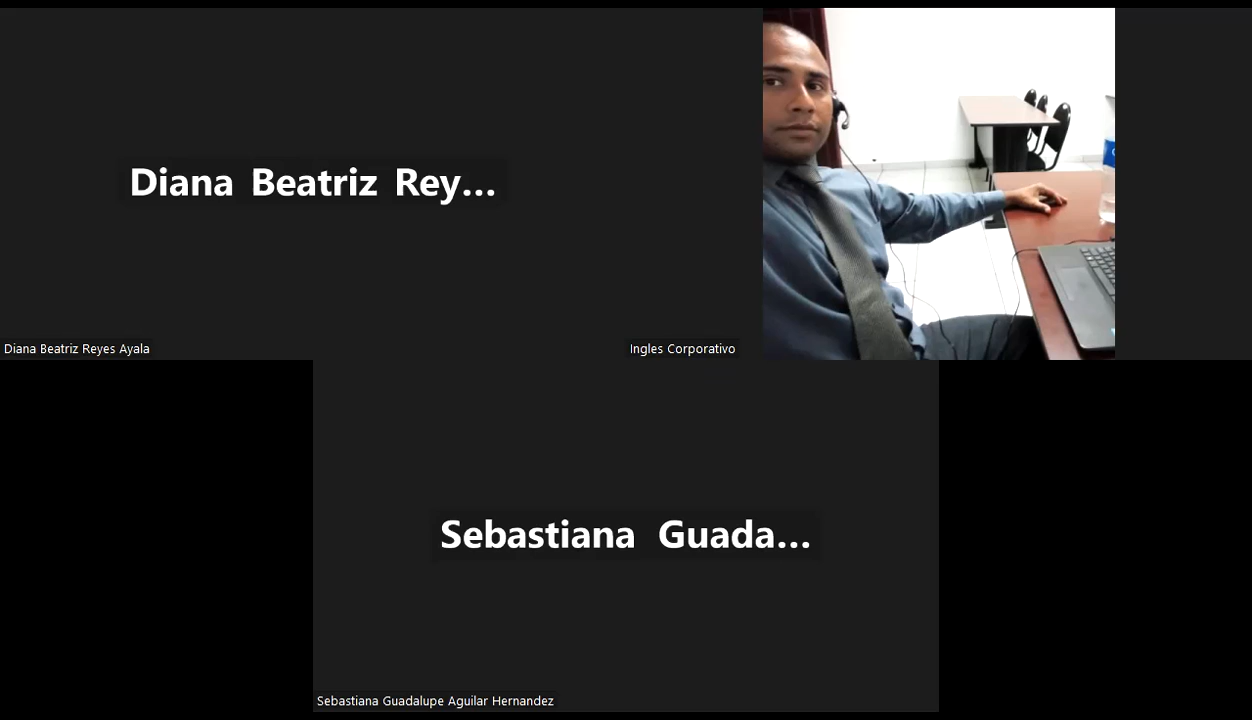 Diana Beatriz Rey...
Diana Beatriz Reyes Ayala
Ingles Corporativo
Sebastiana Guada...
Sebastiana Guadalupe Aguilar Hernandez